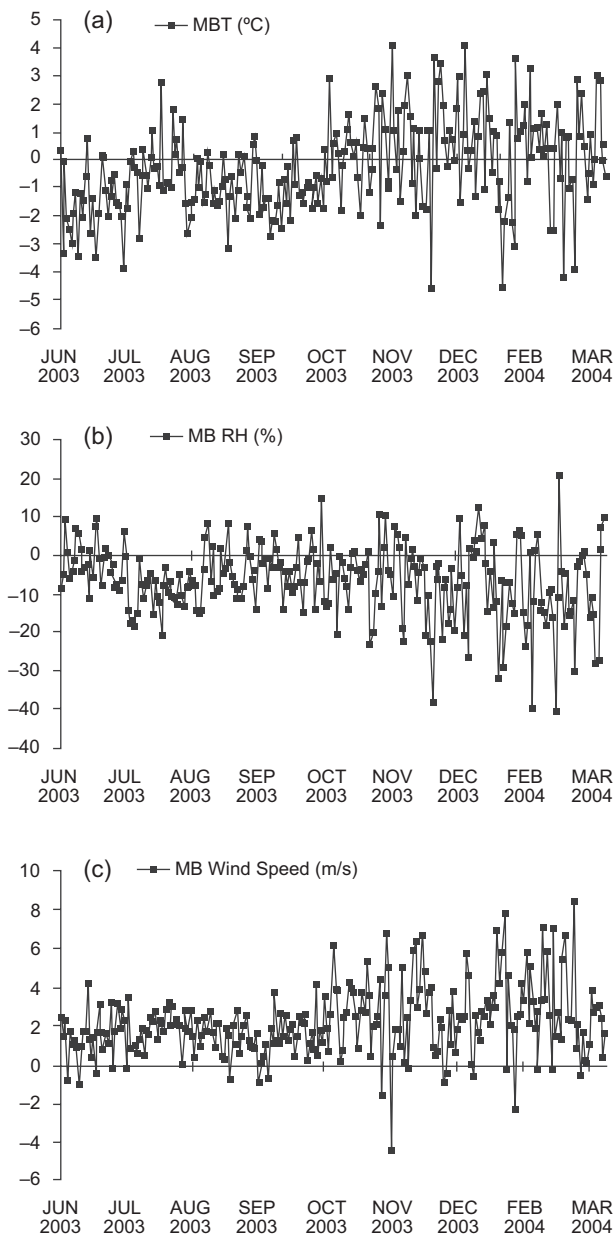 (a)
MBT (ºC)
5
4
3
2
1
0
–1
–2
–3
–4
–5
–6
JUN JUL AUG SEP OCT NOV DEC FEB MAR
2003 2003 2003 2003 2003 2003 2003 2004 2004
(b)
MB RH (%)
30
20
10
0
–10
–20
–30
–40
JUN JUL AUG SEP OCT NOV DEC FEB MAR
2003 2003 2003 2003 2003 2003 2003 2004 2004
(c)
MB Wind Speed (m/s)
10
8
6
4
2
0
–2
–4
–6
JUN JUL AUG SEP OCT NOV DEC FEB MAR
2003 2003 2003 2003 2003 2003 2003 2004 2004